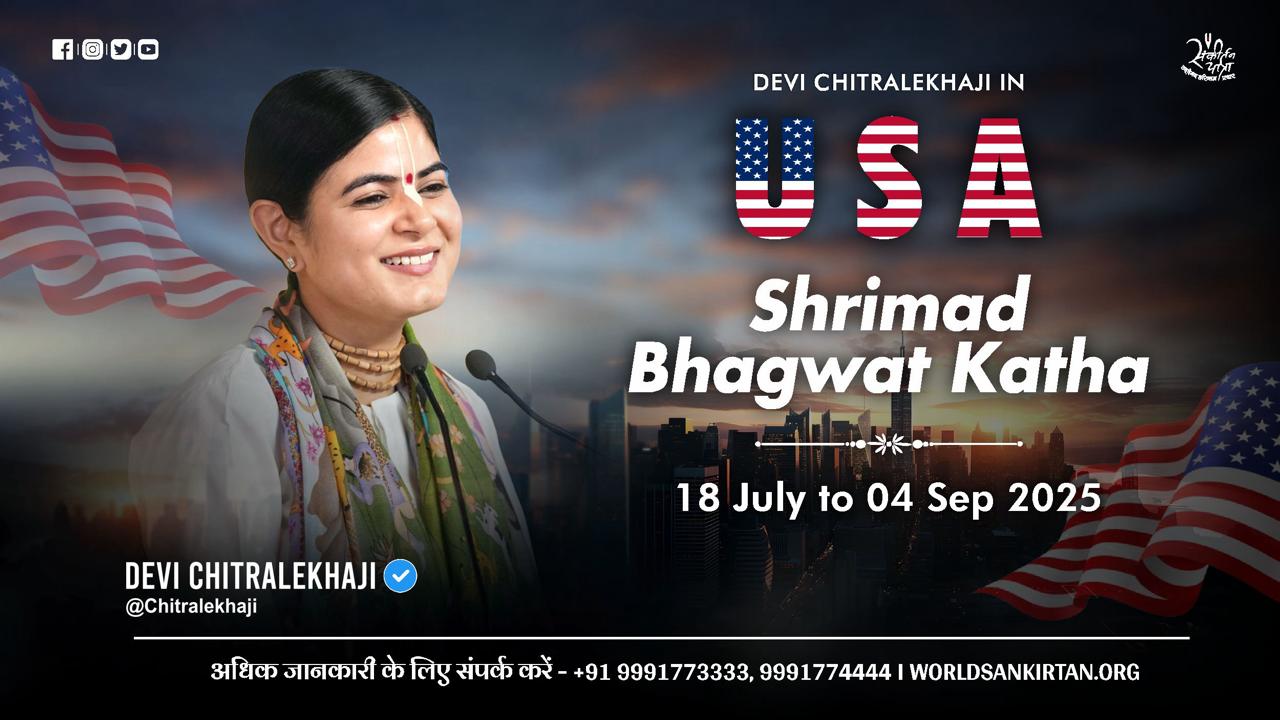 संकीर्तन
यात्रा
DEVI CHITRALEKHAJI IN
USA
Shrimad
Bhagwat Katha
18 July to 04 Sep 2025
DEVI CHITRALEKHAJI
@Chitralekhaji
अधिक जानकारी के लिए संपर्क करें - +91 9991773333, 9991774444 I WORLDSANKIRTAN.ORG